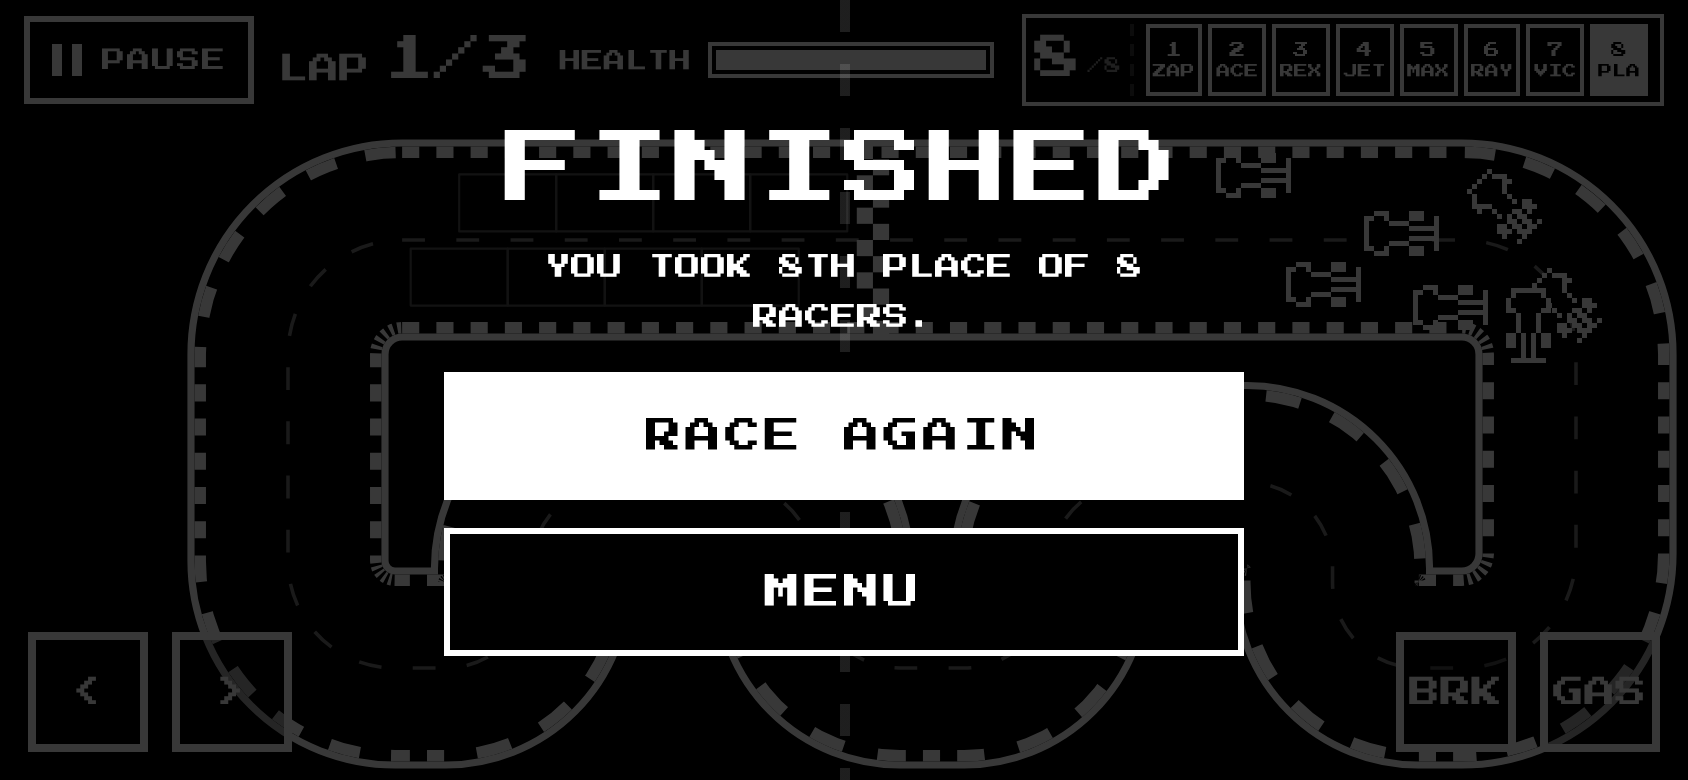 PAUSE LAP 1/3 HEALTH 8 /8 1 ZAP 2 ACE 3 REX 4 JET 5 MAX 6 RAY 7 VIC 8 PLA
FINISHED
YOU TOOK 8TH PLACE OF 8
RACERS.
RACE AGAIN
MENU
< > BRK GAS